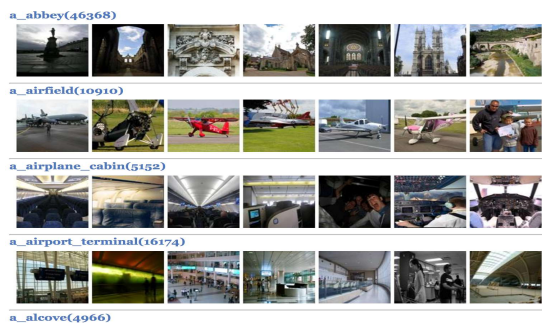 a_abbey(46368)
a_airfield(10910)
a_airplane_cabin(5152)
a_airport_terminal(16174)
a_alcove(4966)